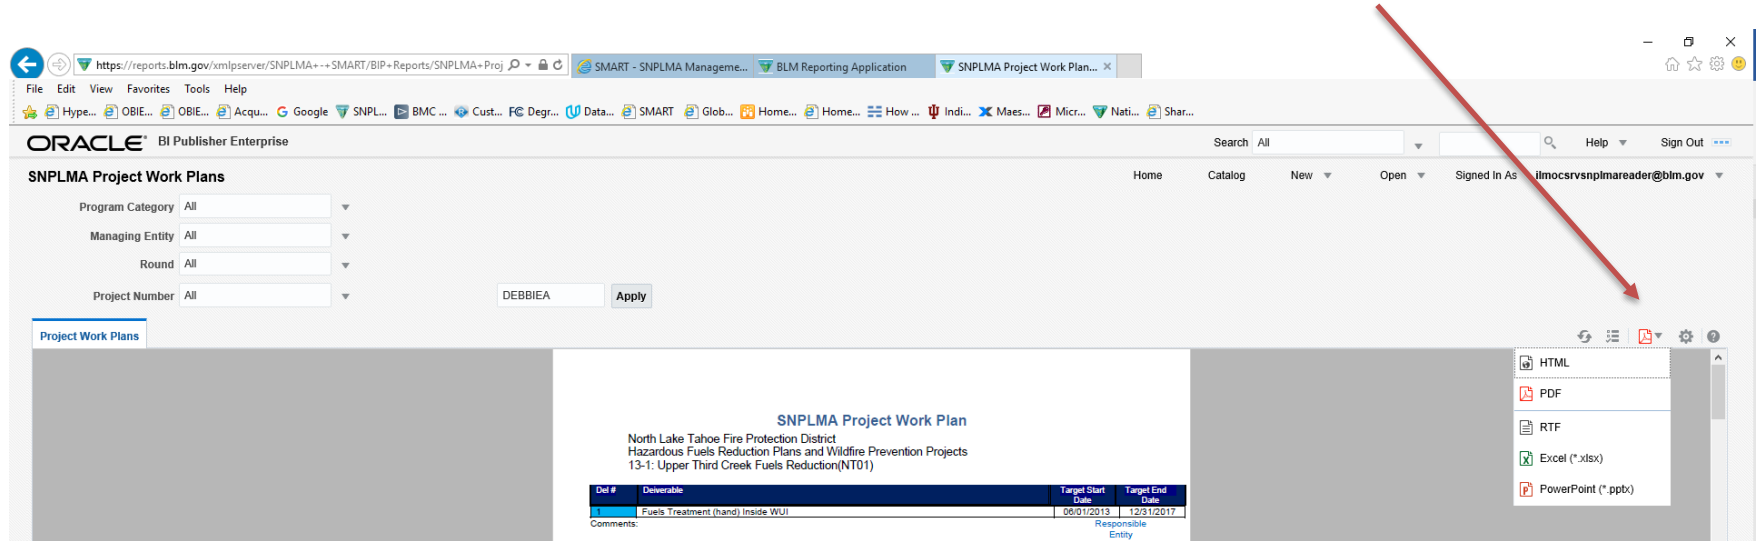 https://reports.blm.gov/xmlpserver/SNPLMA+-+SMART/BIP+Reports/SNPLMA+Proj
SMART - SNPLMA Manageme...
BLM Reporting Application
SNPLMA Project Work Plan...
File Edit View Favorites Tools Help
Hype... OBIE... OBIE... Acqu... Google SNPL... BMC ... Cust... Degr... Data... SMART Glob... Home... Home... How ... Indi... Maes... Micr... Nati... Shar...
ORACLE BI Publisher Enterprise
Search All Help Sign Out
SNPLMA Project Work Plans
Home Catalog New Open Signed In As ilmocsrvsnplmareader@blm.gov
Program Category All
Managing Entity All
Round All
Project Number All DEBBIEA Apply
Project Work Plans
HTML
PDF
RTF
Excel (*.xlsx)
PowerPoint (*.pptx)
SNPLMA Project Work Plan
North Lake Tahoe Fire Protection District
Hazardous Fuels Reduction Plans and Wildfire Prevention Projects
13-1: Upper Third Creek Fuels Reduction(NT01)
Del # Deliverable Target Start Date Target End Date
1 Fuels Treatment (hand) Inside WUI 06/01/2013 12/31/2017
Comments: Responsible
Entity